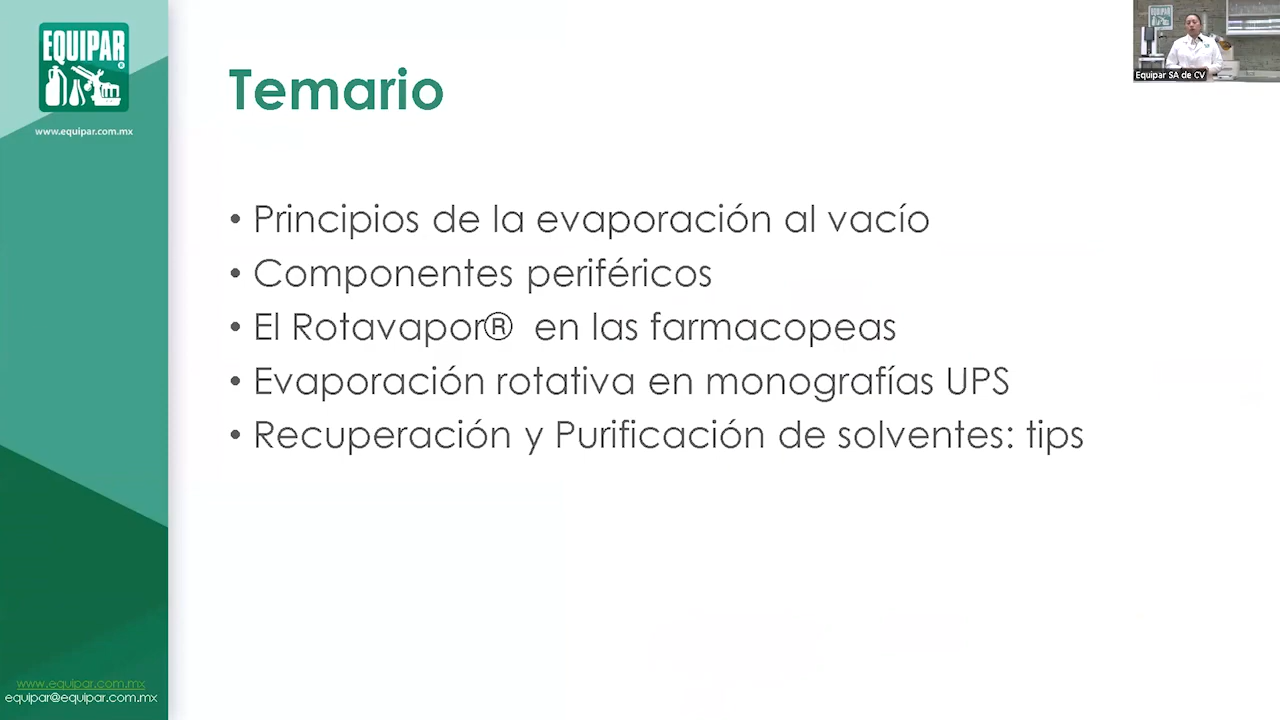 EQUIPAR
www.equipar.com.mx
Temario
Equipar SA de CV
• Principios de la evaporación al vacío
• Componentes periféricos
• El Rotavapor® en las farmacopeas
• Evaporación rotativa en monografías UPS
• Recuperación y Purificación de solventes: tips
www.equipar.com.mx
equipar@equipar.com.mx